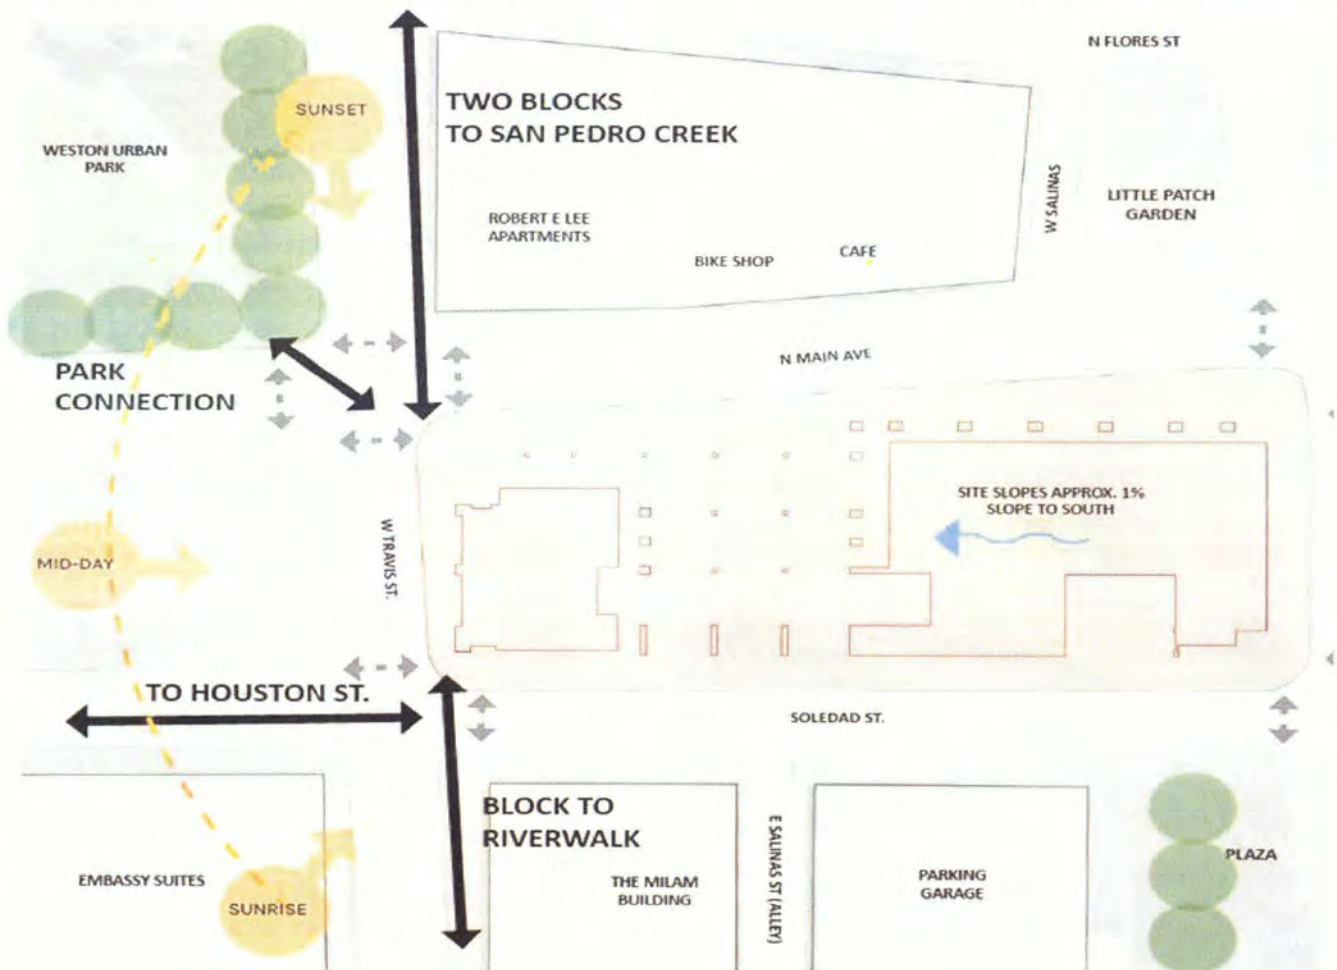 N FLORES ST
SUNSET
TWO BLOCKS
TO SAN PEDRO CREEK
WESTON URBAN
PARK
W SALINAS
LITTLE PATCH
GARDEN
ROBERT E LEE
APARTMENTS
BIKE SHOP
CAFE
N MAIN AVE
PARK
CONNECTION
SITE SLOPES APPROX. 1%
SLOPE TO SOUTH
W TRAVIS ST.
MID-DAY
TO HOUSTON ST.
SOLEDAD ST.
BLOCK TO
RIVERWALK
EMBASSY SUITES
SUNRISE
THE MILAM
BUILDING
E SALINAS ST (ALLEY)
PARKING
GARAGE
PLAZA